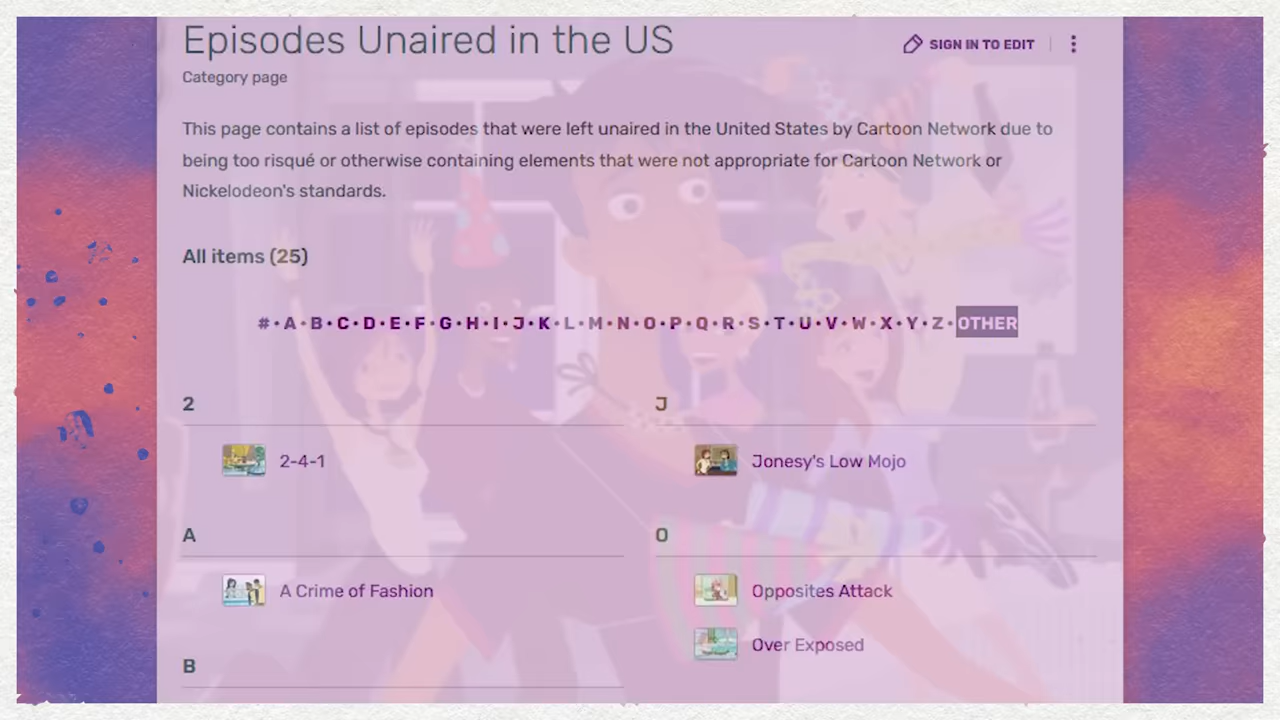 Episodes Unaired in the US
SIGN IN TO EDIT
Category page
This page contains a list of episodes that were left unaired in the United States by Cartoon Network due to
being too risqué or otherwise containing elements that were not appropriate for Cartoon Network or
Nickelodeon's standards.
All items (25)
# • A • B • C • D • E • F • G • H • I • J • K • L • M • N • O • P • Q • R • S • T • U • V • W • X • Y • Z • OTHER
2
2-4-1
A
A Crime of Fashion
B
J
Jonesy's Low Mojo
O
Opposites Attack
Over Exposed